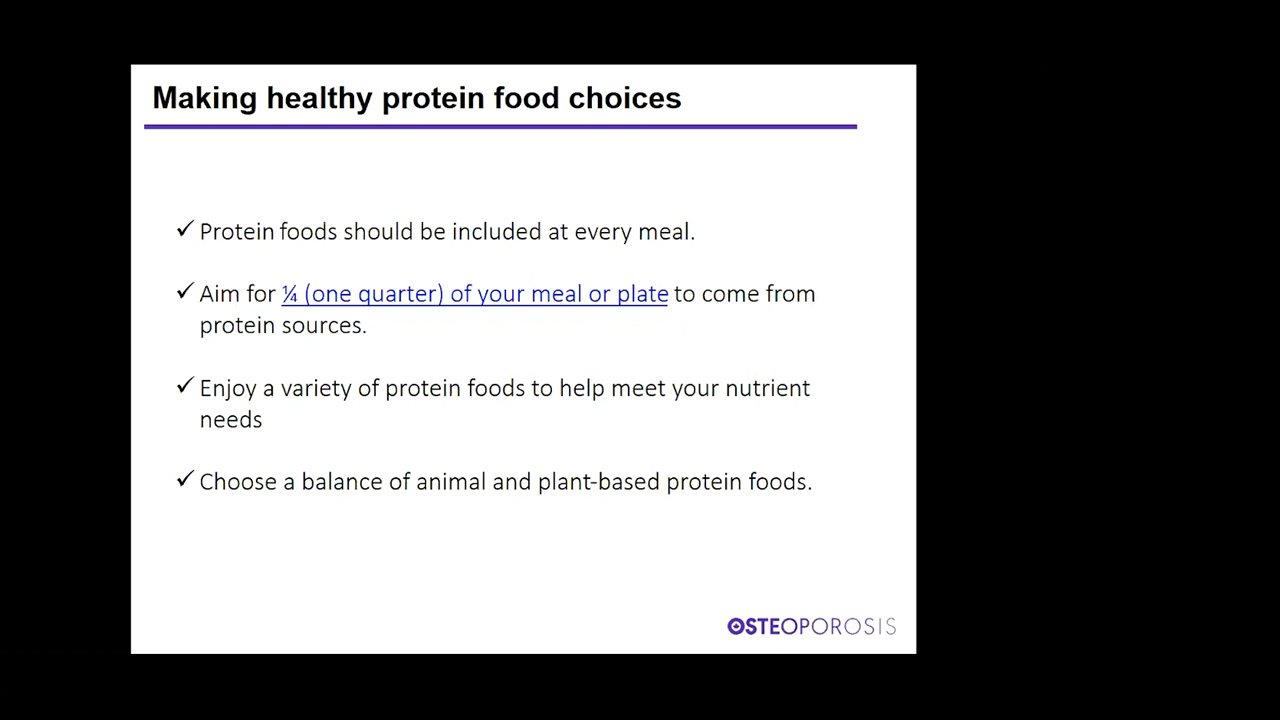 Making healthy protein food choices
✓ Protein foods should be included at every meal.
✓ Aim for ¼ (one quarter) of your meal or plate to come from
protein sources.
✓ Enjoy a variety of protein foods to help meet your nutrient
needs
✓ Choose a balance of animal and plant-based protein foods.
OSTEOPOROSIS